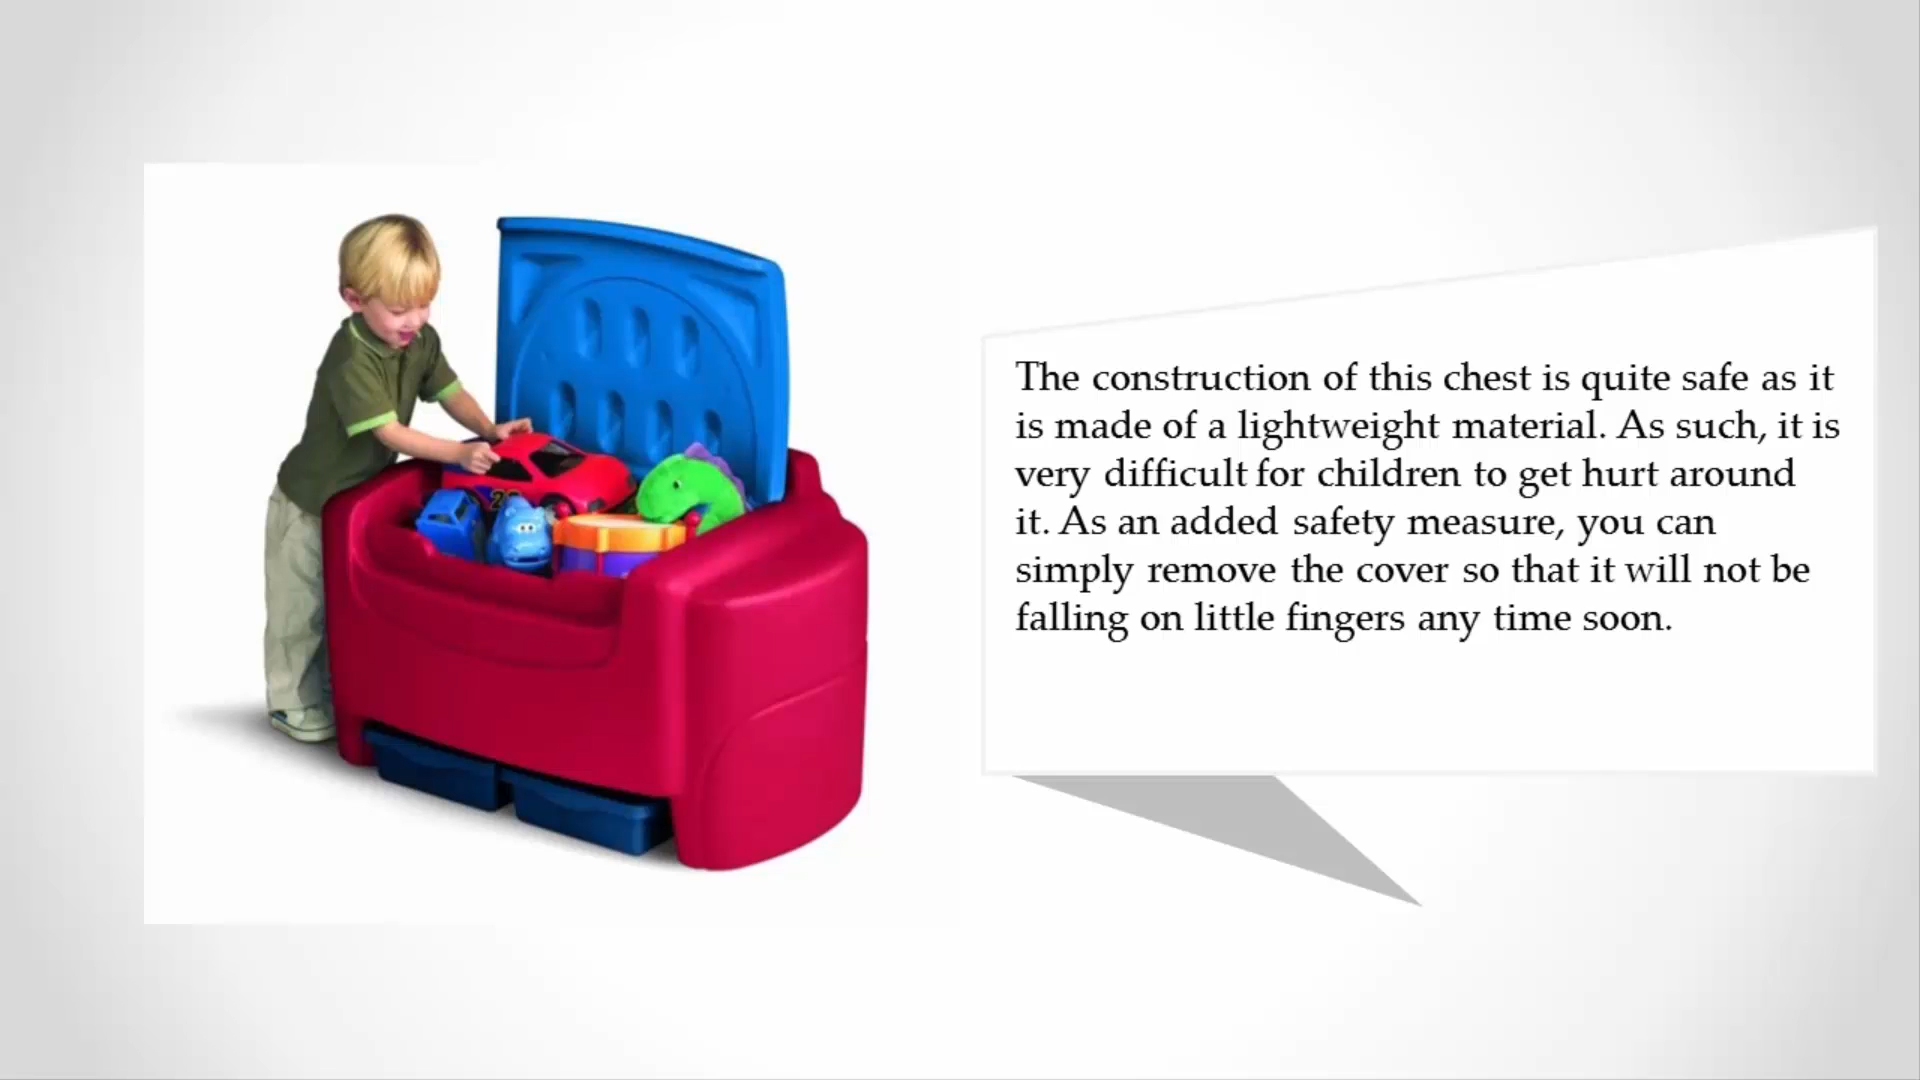 The construction of this chest is quite safe as it
is made of a lightweight material. As such, it is
very difficult for children to get hurt around
it. As an added safety measure, you can
simply remove the cover so that it will not be
falling on little fingers any time soon.